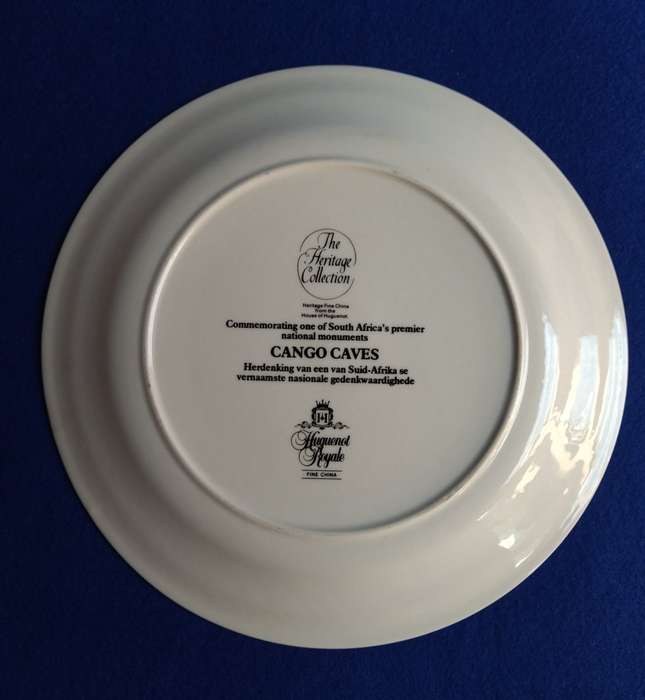 The
Heritage
Collection
Heritage Fine China
from the
House of Huguenot
Commemorating one of South Africa's premier
national monuments
CANGO CAVES
Herdenking van een van Suid-Afrika se
vernaamste nasionale gedenkwaardighede
H
Huguenot
Royale
FINE CHINA